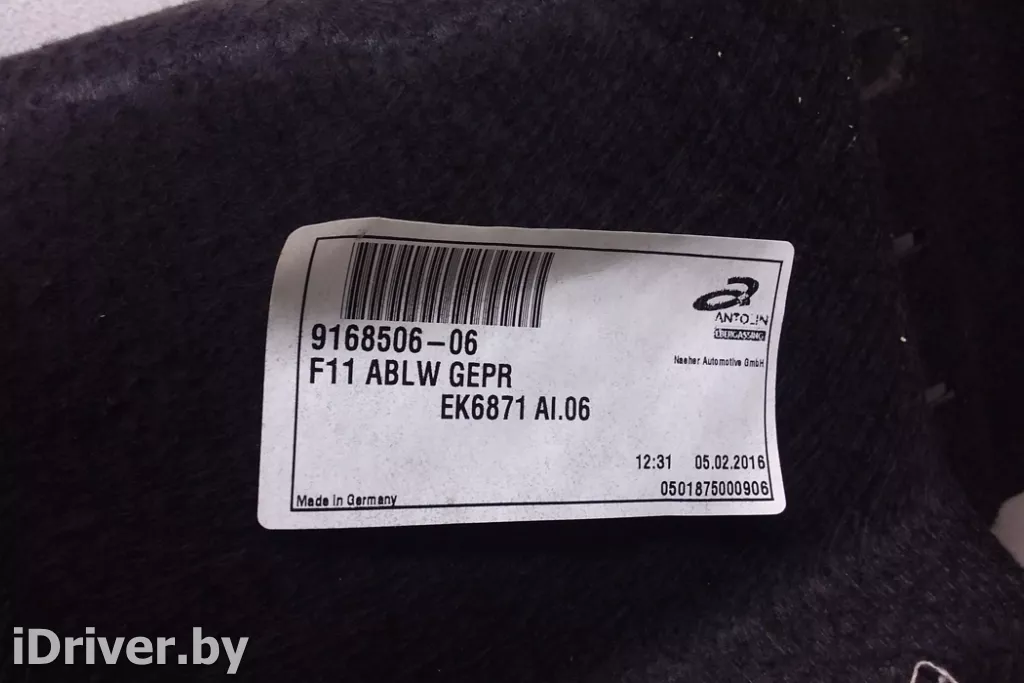 9168506-06
F11 ABLW GEPR
EK6871 AI.06
ANTOLIN
Naeher Automotive GmbH
12:31 05.02.2016
0501875000906
Made in Germany
iDriver.by